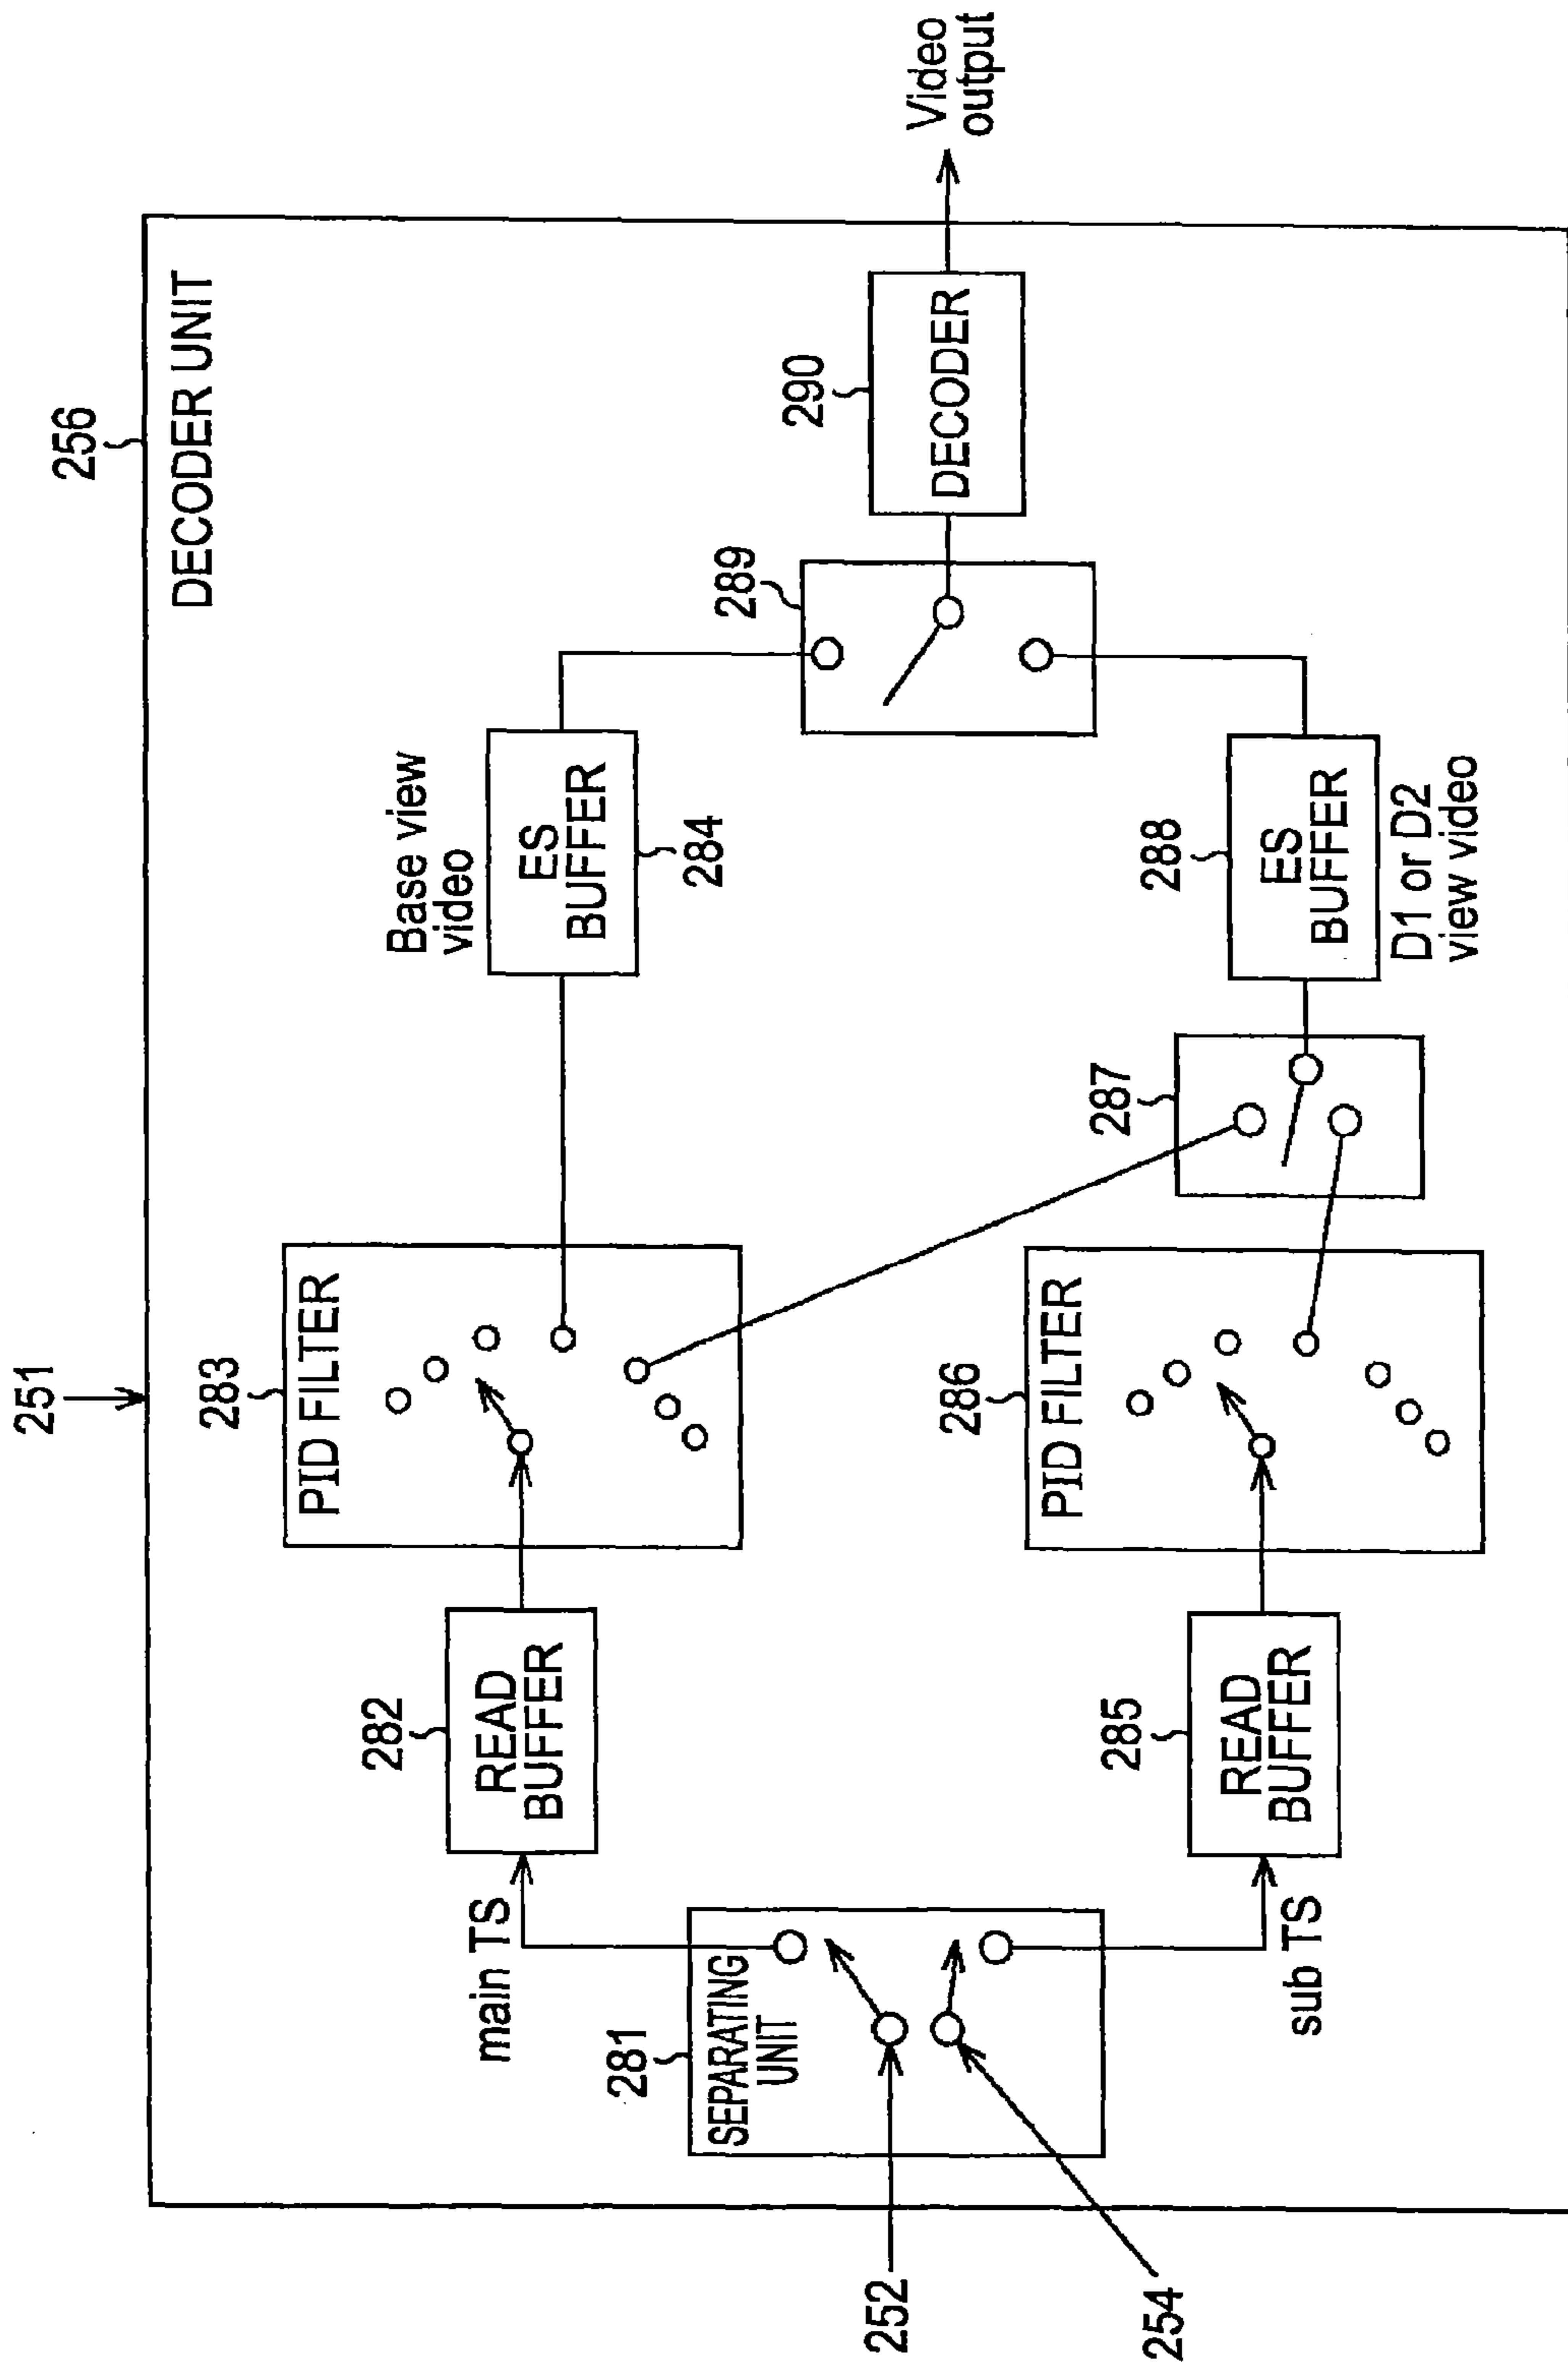 251
256
DECODER UNIT
283
PID FILTER
Base view
video
282
READ
BUFFER
ES
BUFFER
284
main TS
289
290
DECODER
Video
output
281
SEPARATING
UNIT
252
254
287
288
ES
BUFFER
D1 or D2
view video
286
PID FILTER
285
READ
BUFFER
sub TS